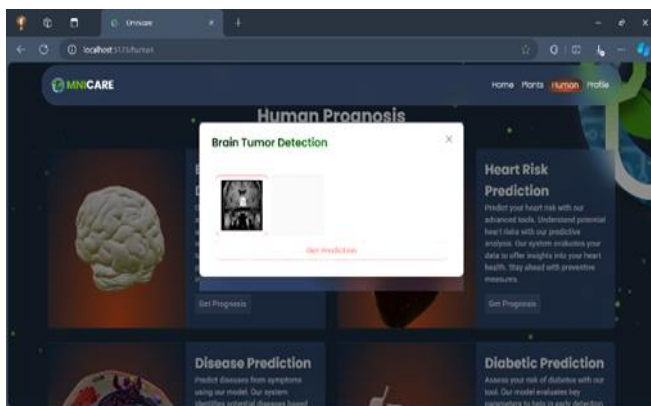 Omnicare
localhost:5173/human
MNICARE
Home Plants Human Profile
Human Prognosis
Brain Tumor Detection
Get Prediction
Heart Risk
Prediction
Predict your heart risk with our
advanced tools. Understand potential
heart risks with our predictive
analysis. Our system evaluates your
data to offer insights into your heart
health. Stay ahead with preventive
measures.
Get Prognosis
Get Prognosis
Disease Prediction
Predict diseases from symptoms
using our model. Our system
identifies potential diseases based
Diabetic Prediction
Assess your risk of diabetes with our
tool. Our model evaluates key
parameters to help in early detection